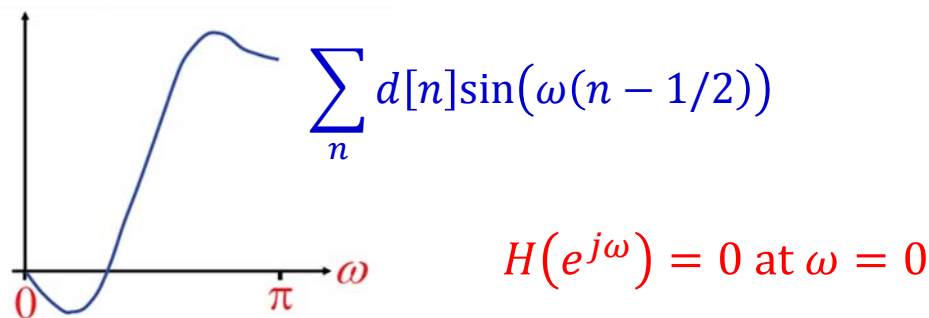 ∑ₙ d[n]sin(ω(n − 1/2))
H(e^{jω}) = 0 at ω = 0
0 π ω